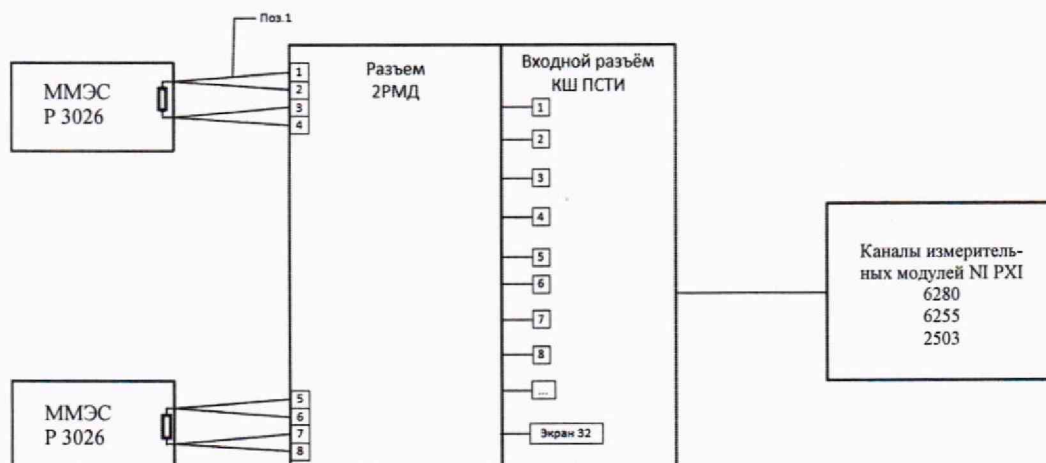 Поз.1
ММЭС
Р 3026
1
2
3
4
Разъем
2РМД
Входной разъём
КШ ПСТИ
1
2
3
4
5
6
7
8
...
Экран 32
Каналы измеритель-
ных модулей NI PXI
6280
6255
2503
ММЭС
Р 3026
5
6
7
8